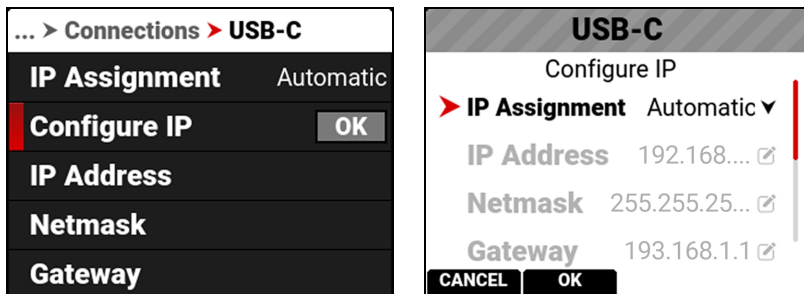 ... > Connections > USB-C
IP Assignment Automatic
Configure IP OK
IP Address
Netmask
Gateway
USB-C
Configure IP
IP Assignment Automatic
IP Address 192.168....
Netmask 255.255.25...
Gateway 193.168.1.1
CANCEL OK